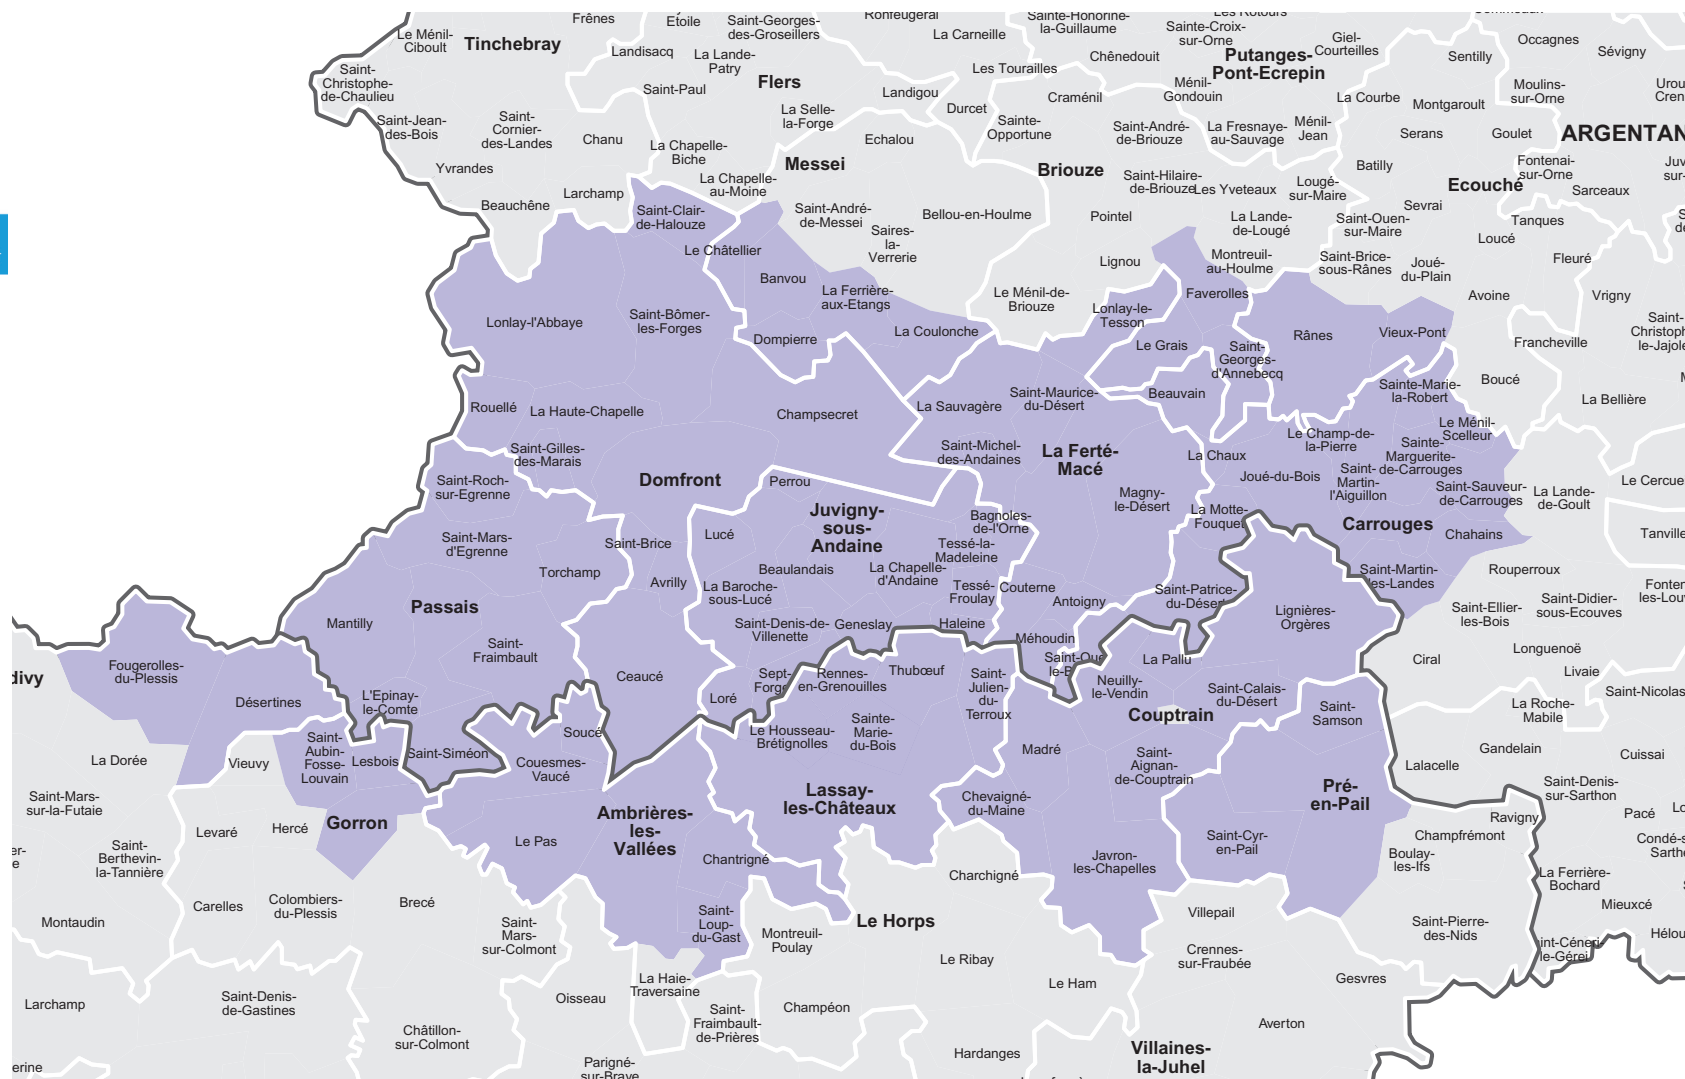 Frênes
Etoile
Saint-Georges-
des-Groseillers
Ronfeugerai
La Carneille
Sainte-Honorine-
la-Guillaume
Sainte-Croix-
sur-Orne
Les Rotours
Giel-
Courteilles
Occagnes
Sévigny
Le Ménil-
Ciboult
Tinchebray
Landisacq
La Lande-
Patry
Flers
Les Tourailles
Chênedouit
Putanges-
Pont-Ecrepin
Sentilly
Saint-
Christophe-
de-Chaulieu
Saint-Paul
Landigou
Durcet
Craménil
Ménil-
Gondouin
La Courbe
Montgaroult
Moulins-
sur-Orne
Saint-Jean-
des-Bois
Saint-
Cornier-
des-Landes
Chanu
La Selle-
la-Forge
Echalou
Sainte-
Opportune
Saint-André-
de-Briouze
La Fresnaye-
au-Sauvage
Ménil-
Jean
Serans
Goulet
ARGENTAN
Yvrandes
La Chapelle-
Biche
Messei
Briouze
Batilly
Fontenai-
sur-Orne
Beauchêne
Larchamp
La Chapelle-
au-Moine
Saint-Hilaire-
de-Briouze
Les Yveteaux
Lougé-
sur-Maire
Ecouché
Sarceaux
Saint-Clair-
de-Halouze
Saint-André-
de-Messei
Bellou-en-Houlme
Pointel
La Lande-
de-Lougé
Saint-Ouen-
sur-Maire
Sevrai
Tanques
Loucé
Le Châtellier
Saires-
la-
Verrerie
Lignou
Montreuil-
au-Houlme
Saint-Brice-
sous-Rânes
Joué-
du-Plain
Fleuré
Banvou
La Ferrière-
aux-Etangs
Le Ménil-de-
Briouze
Faverolles
Avoine
Vrigny
Lonlay-l'Abbaye
Saint-Bômer-
les-Forges
Dompierre
La Coulonche
Lonlay-le-
Tesson
Le Grais
Saint-
Georges-
d'Annebecq
Rânes
Vieux-Pont
Francheville
Rouellé
La Haute-Chapelle
Champsecret
La Sauvagère
Saint-Maurice-
du-Désert
Beauvain
Sainte-Marie-
la-Robert
Boucé
La Bellière
Saint-Gilles-
des-Marais
Saint-Michel-
des-Andaines
La Ferté-
Macé
La Chaux
Le Champ-de-
la-Pierre
Le Ménil-
Scelleur
Sainte-
Marguerite-
de-Carrouges
Saint-Roch-
sur-Egrenne
Domfront
Perrou
Magny-
le-Désert
Joué-du-Bois
Saint-
Martin-
l'Aiguillon
Saint-Sauveur-
de-Carrouges
La Lande-
de-Goult
Juvigny-
sous-
Andaine
Bagnoles-
de-l'Orne
La Motte-
Fouquet
Carrouges
Chahains
Tanville
Saint-Mars-
d'Egrenne
Saint-Brice
Lucé
Tessé-la-
Madeleine
Torchamp
Avrilly
Beaulandais
La Chapelle-
d'Andaine
La Baroche-
sous-Lucé
Tessé-
Froulay
Couterne
Antoigny
Saint-Patrice-
du-Désert
Saint-Martin-
les-Landes
Rouperroux
Passais
Mantilly
Saint-
Fraimbault
Saint-Denis-de-
Villenette
Geneslay
Haleine
Méhoudin
Lignières-
Orgères
Saint-Ellier-
les-Bois
Saint-Didier-
sous-Ecouves
Longuenoë
Ciral
Livaie
Fougerolles-
du-Plessis
Désertines
L'Epinay-
le-Comte
Ceaucé
Loré
Rennes-
en-Grenouilles
Thubœuf
Saint-
Julien-
du-
Terroux
La Pallu
Neuilly-
le-Vendin
Saint-Calais-
du-Désert
Saint-
Samson
La Roche-
Mabile
Saint-Nicolas
Couptrain
Soucé
Le Housseau-
Brétignolles
Sainte-
Marie-
du-Bois
Madré
Saint-
Aignan-
de-Couptrain
Gandelain
Lalacelle
Cuissai
La Dorée
Vieuvy
Saint-
Aubin-
Fosse-
Louvain
Lesbois
Saint-Siméon
Couesmes-
Vaucé
Saint-Mars-
sur-la-Futaie
Lassay-
les-Châteaux
Chevaigné-
du-Maine
Pré-
en-Pail
Saint-Denis-
sur-Sarthon
Pacé
Ravigny
Levaré
Hercé
Gorron
Le Pas
Ambrières-
les-
Vallées
Chantrigné
Saint-Cyr-
en-Pail
Champfrémont
Boulay-
les-Ifs
Saint-
Berthevin-
la-Tannière
Javron-
les-Chapelles
La Ferrière-
Bochard
Mieuxcé
Montaudin
Carelles
Colombiers-
du-Plessis
Brecé
Saint-
Mars-
sur-Colmont
Saint-
Loup-
du-Gast
Charchigné
Le Horps
Montreuil-
Poulay
Villepail
Saint-Pierre-
des-Nids
Crennes-
sur-Fraubée
Le Ribay
Le Ham
Gesvres
Larchamp
Saint-Denis-
de-Gastines
Oisseau
La Haie-
Traversaine
Saint-
Fraimbault-
de-Prières
Champéon
Averton
Châtillon-
sur-Colmont
Parigné-
sur-Braye
Hardanges
Villaines-
la-Juhel